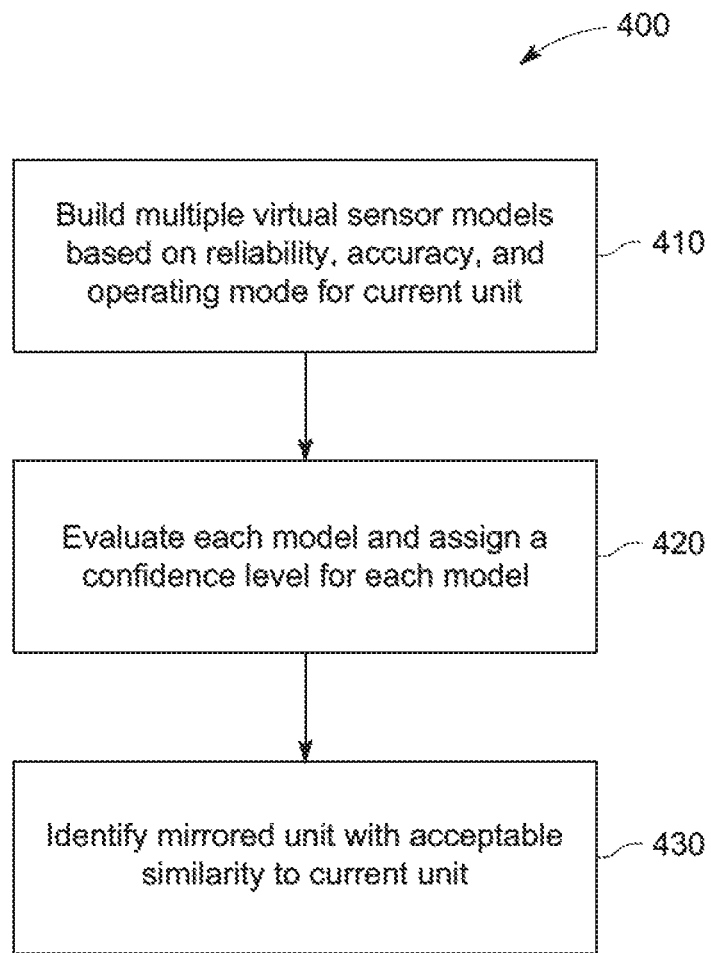 400
Build multiple virtual sensor models
based on reliability, accuracy, and
operating mode for current unit
410
Evaluate each model and assign a
confidence level for each model
420
Identify mirrored unit with acceptable
similarity to current unit
430